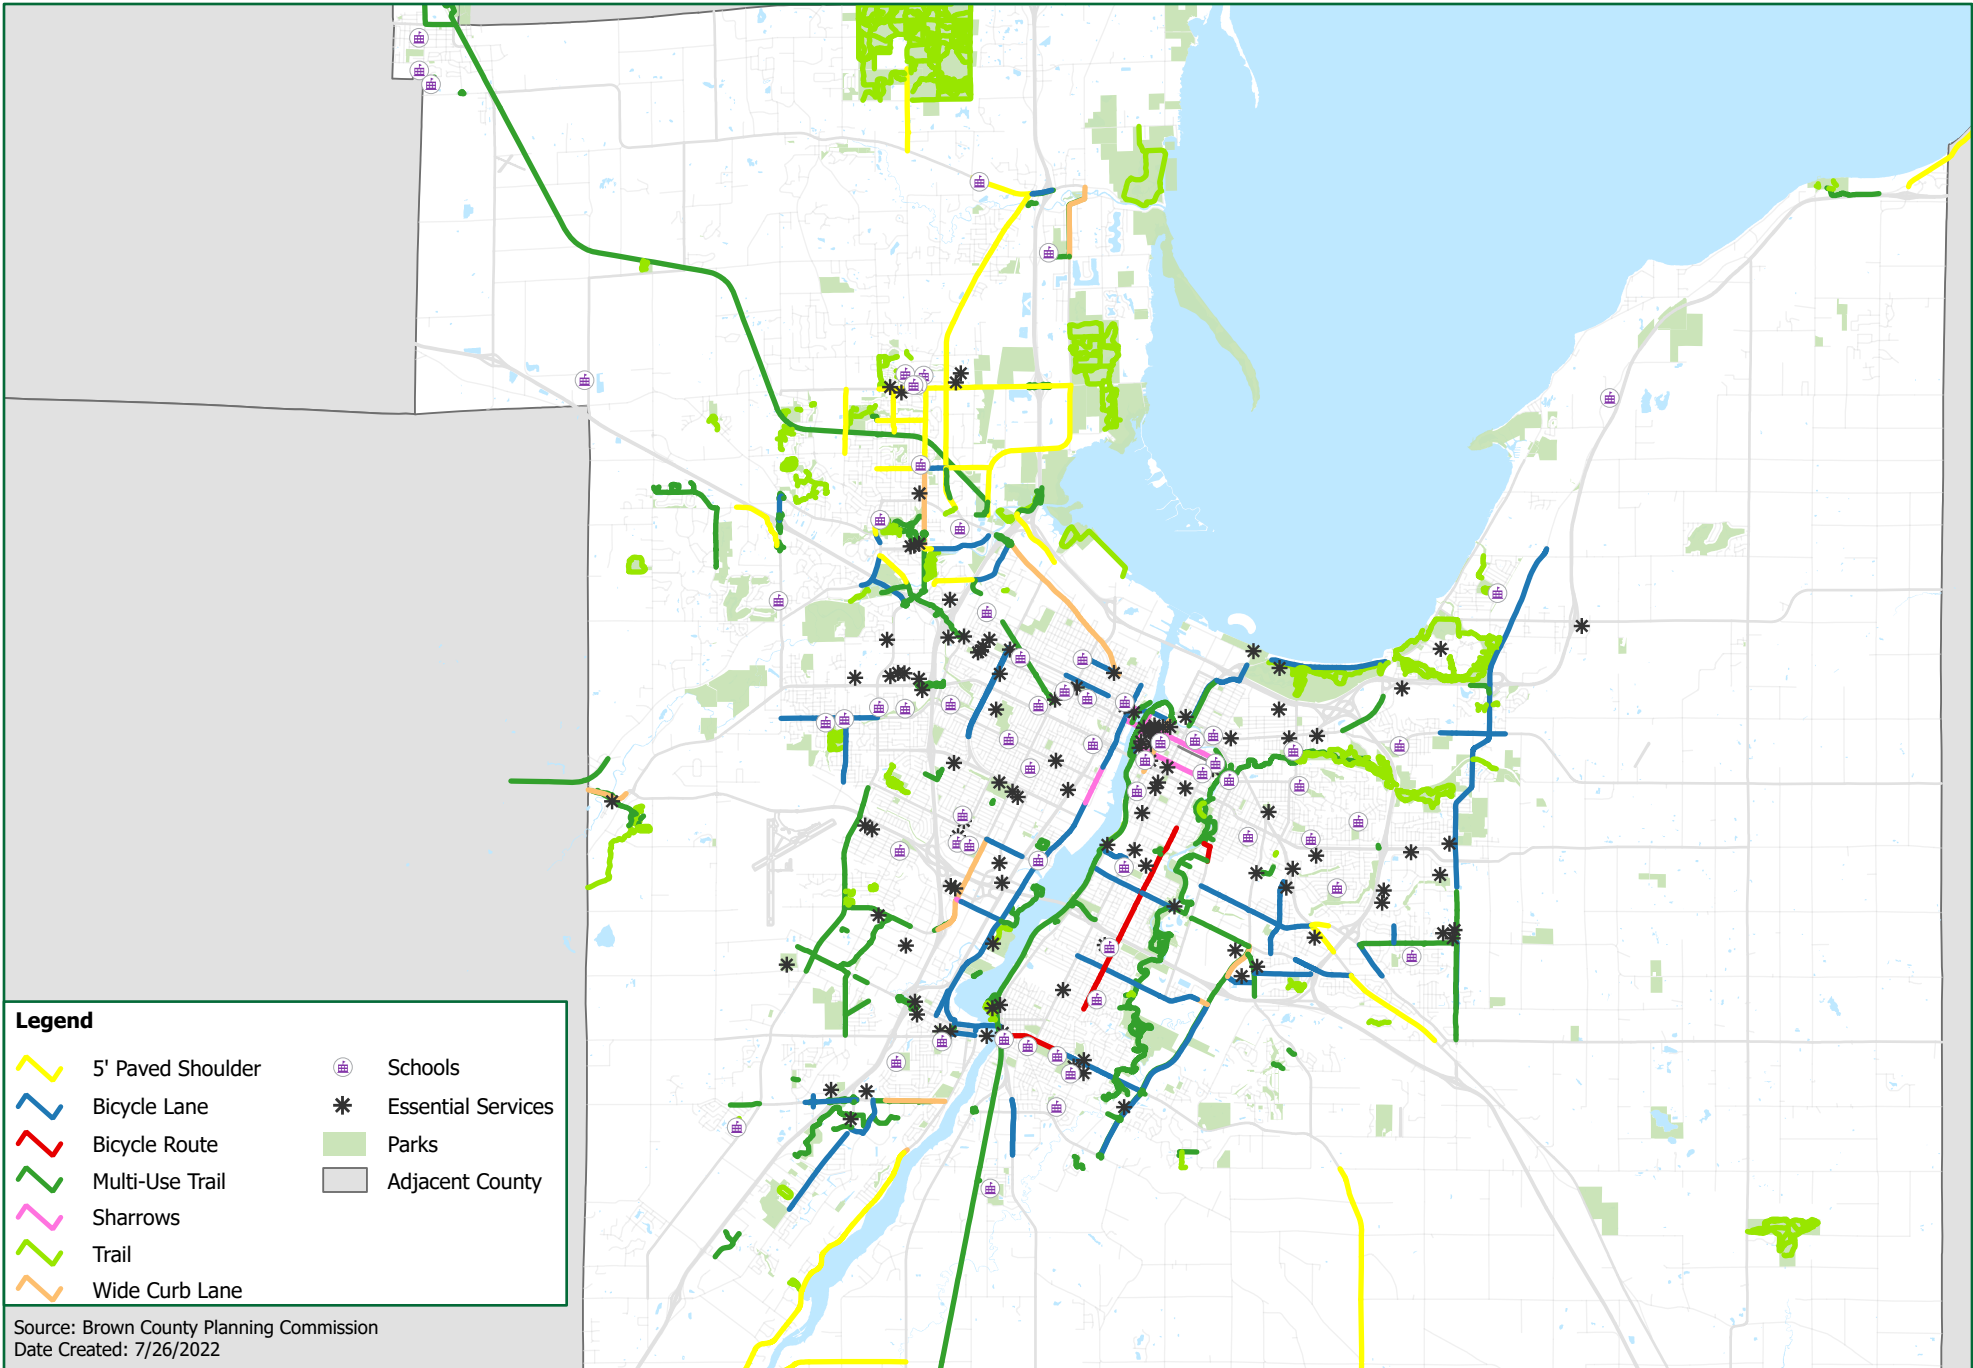 Legend
5' Paved Shoulder
Bicycle Lane
Bicycle Route
Multi-Use Trail
Sharrows
Trail
Wide Curb Lane
Schools
Essential Services
Parks
Adjacent County
Source: Brown County Planning Commission
Date Created: 7/26/2022